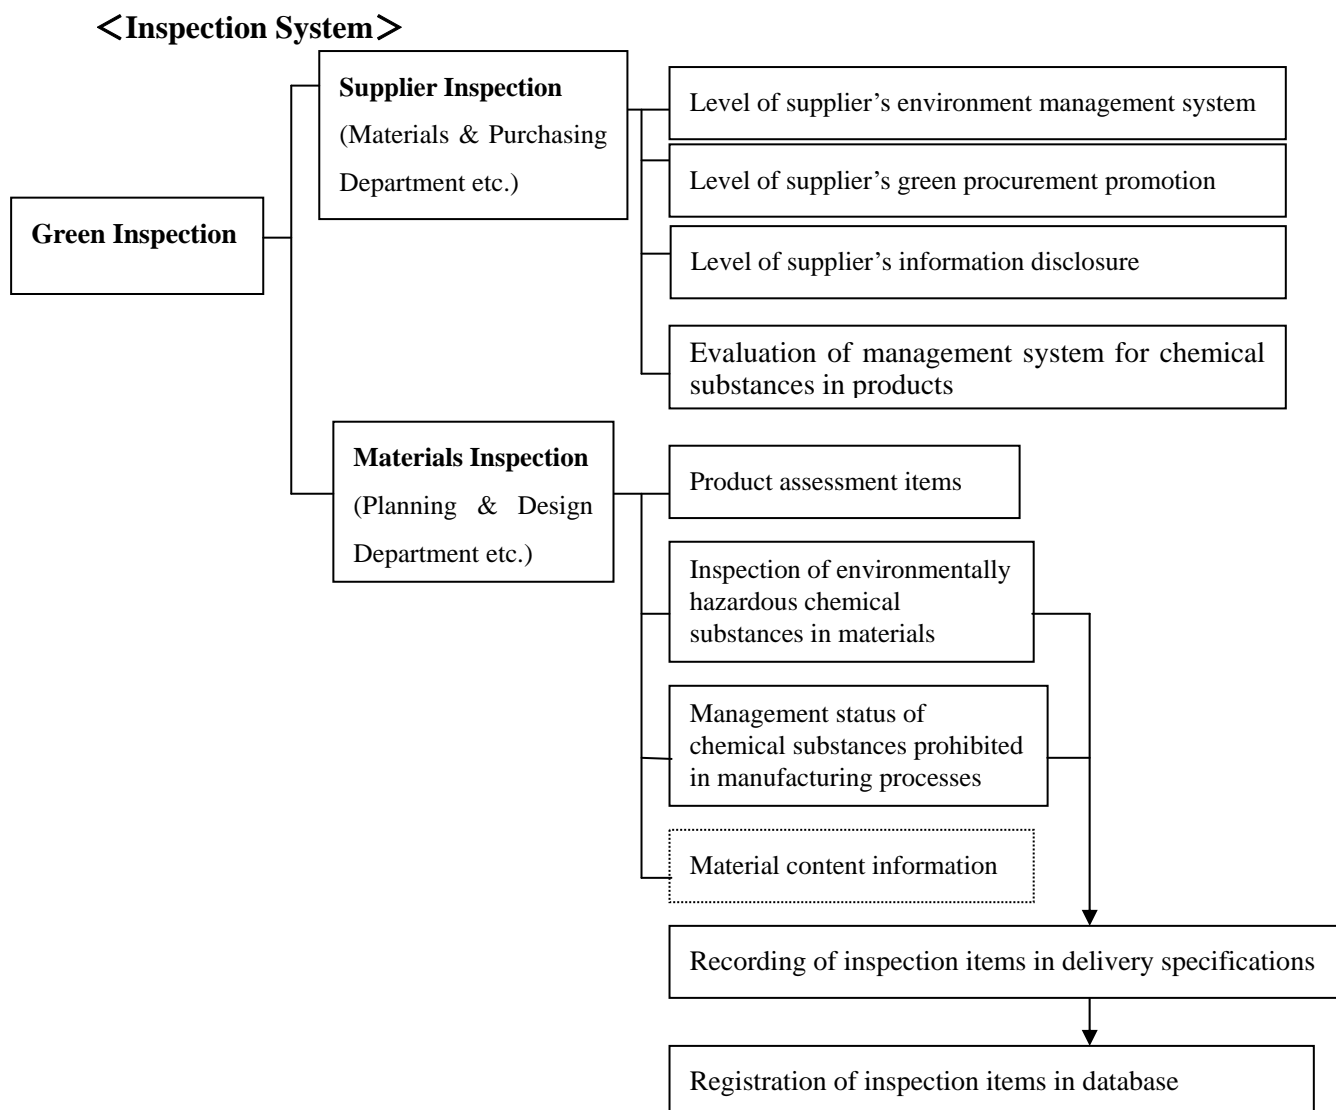 ＜Inspection System＞
Supplier Inspection
(Materials & Purchasing
Department etc.)
Level of supplier’s environment management system
Level of supplier’s green procurement promotion
Level of supplier’s information disclosure
Evaluation of management system for chemical
substances in products
Green Inspection
Materials Inspection
(Planning & Design
Department etc.)
Product assessment items
Inspection of environmentally
hazardous chemical
substances in materials
Management status of
chemical substances prohibited
in manufacturing processes
Material content information
Recording of inspection items in delivery specifications
Registration of inspection items in database